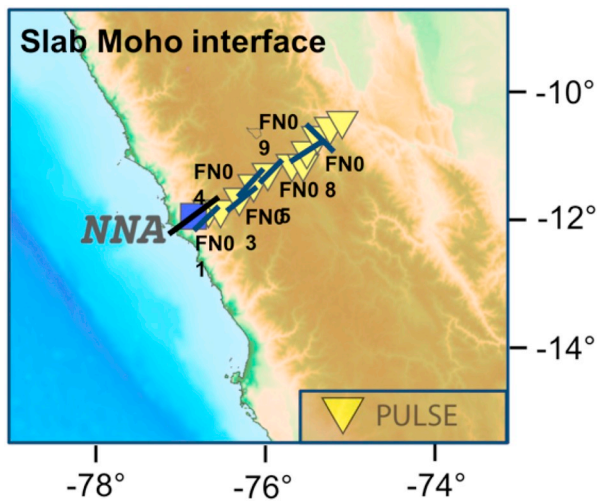 Slab Moho interface
-10°
FN0
9
FN0
8
FN0
4
FN0
5
-12°
NNA
FN0
3
FN0
1
-14°
PULSE
-78°
-76°
-74°